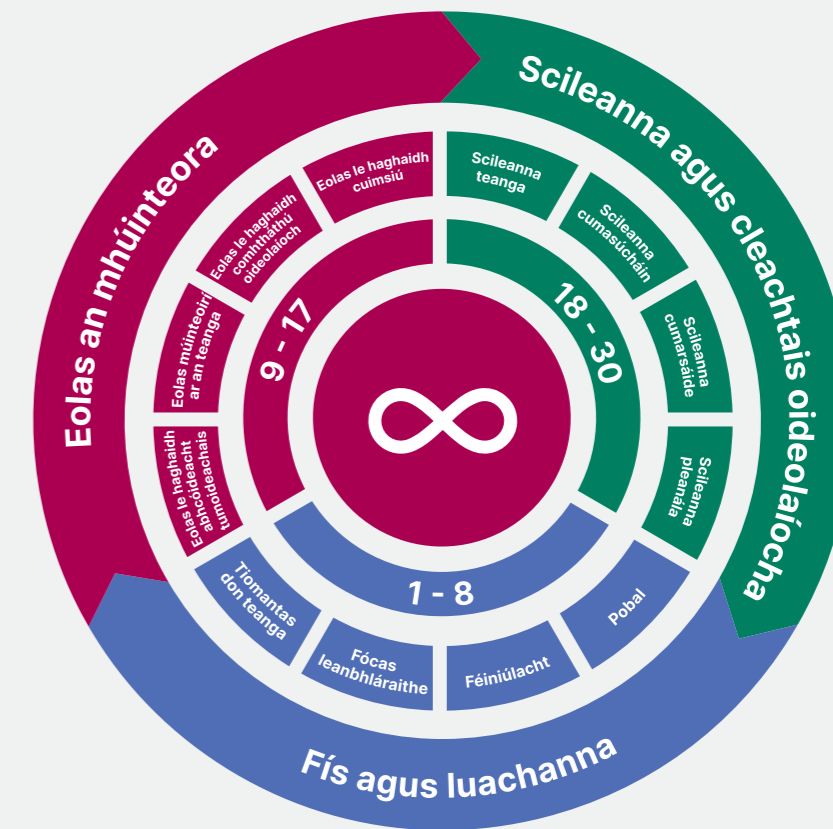 Eolas an mhúinteora
Scileanna agus cleachtais oideolaíocha
Fís agus luachanna
Eolas le haghaidh
cuimsiú
Eolas le haghaidh
comhtháthú
oideolaíoch
Eolas múinteoirí
ar an teanga
Eolas le haghaidh
abhcóideacht
tumoideachais
Scileanna
teanga
Scileanna
cumasúcháin
Scileanna
cumarsáide
Scileanna
pleanála
Pobal
Féiniúlacht
Fócas
leanbhláraithe
Tiomantas
don teanga
9 - 17
18 - 30
1 - 8